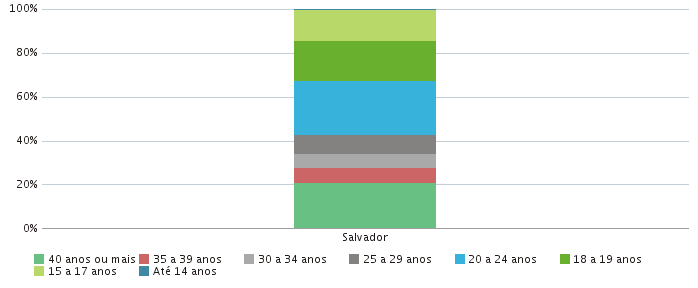 100%
80%
60%
40%
20%
0%
Salvador
40 anos ou mais 35 a 39 anos 30 a 34 anos 25 a 29 anos 20 a 24 anos 18 a 19 anos
15 a 17 anos Até 14 anos